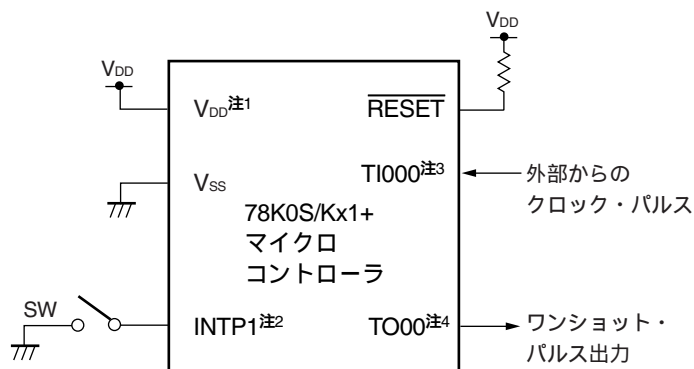 VDD
VDD
VDD注1
RESET
TI000注3
外部からの
クロック・パルス
VSS
78K0S/Kx1+
マイクロ
コントローラ
SW
INTP1注2
TO00注4
ワンショット・
パルス出力